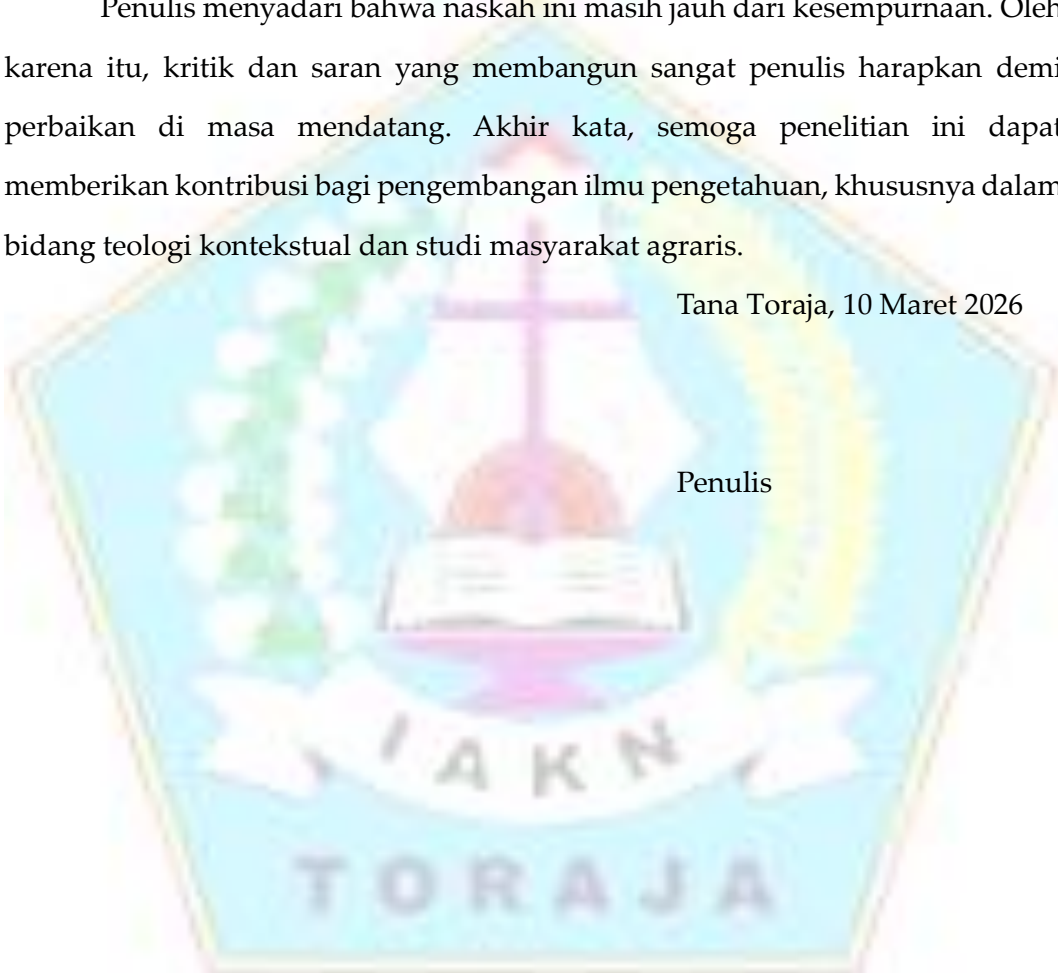 Penulis menyadari bahwa naskah ini masih jauh dari kesempurnaan. Oleh
karena itu, kritik dan saran yang membangun sangat penulis harapkan demi
perbaikan di masa mendatang. Akhir kata, semoga penelitian ini dapat
memberikan kontribusi bagi pengembangan ilmu pengetahuan, khususnya dalam
bidang teologi kontekstual dan studi masyarakat agraris.
Tana Toraja, 10 Maret 2026
Penulis
IAKN
TORAJA